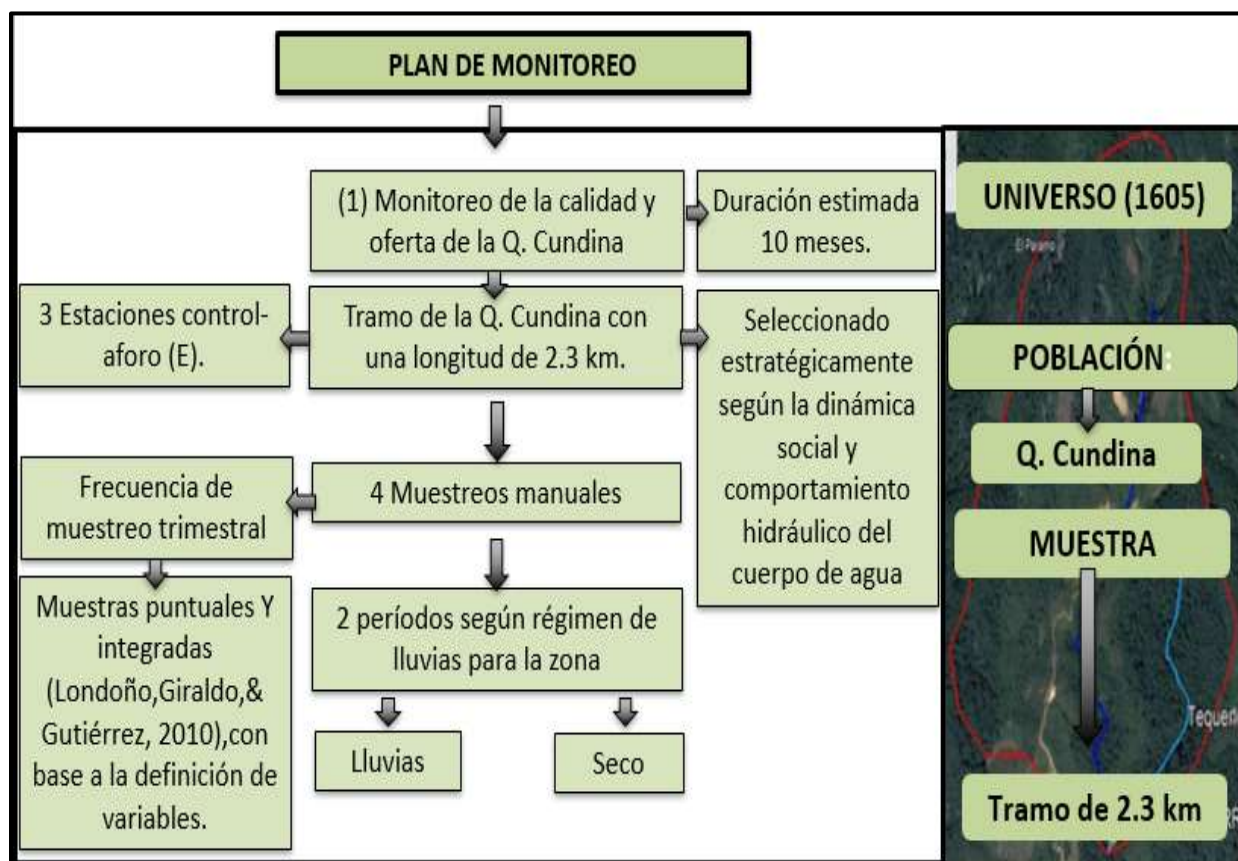 PLAN DE MONITOREO
(1) Monitoreo de la calidad y
oferta de la Q. Cundina
Duración estimada
10 meses.
3 Estaciones control-
aforo (E).
Tramo de la Q. Cundina con
una longitud de 2.3 km.
Seleccionado
estratégicamente
según la dinámica
social y
comportamiento
hidráulico del
cuerpo de agua
Frecuencia de
muestreo trimestral
4 Muestreos manuales
Muestras puntuales Y
integradas
(Londoño,Giraldo,&
Gutiérrez, 2010),con
base a la definición de
variables.
2 períodos según régimen de
lluvias para la zona
Lluvias
Seco
UNIVERSO (1605)
El Paramo
POBLACIÓN:
Q. Cundina
MUESTRA
Tramo de 2.3 km